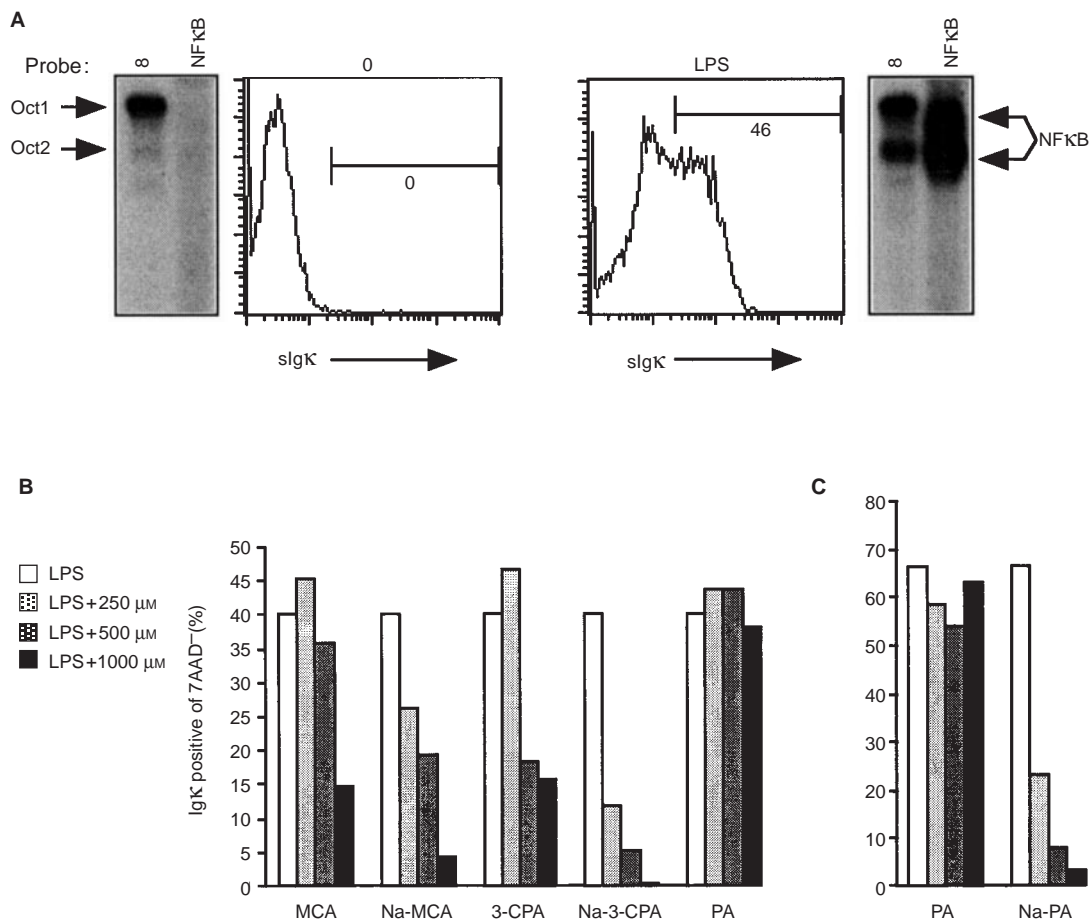 A
Probe:
8
NFκB
Oct1
Oct2
0
0
sIgκ
LPS
46
sIgκ
8
NFκB
NFκB
B
LPS
LPS+250 μM
LPS+500 μM
LPS+1000 μM
Igκ positive of 7AAD⁻(%)
50
45
40
35
30
25
20
15
10
5
0
MCA Na-MCA 3-CPA Na-3-CPA PA
C
80
70
60
50
40
30
20
10
0
PA Na-PA